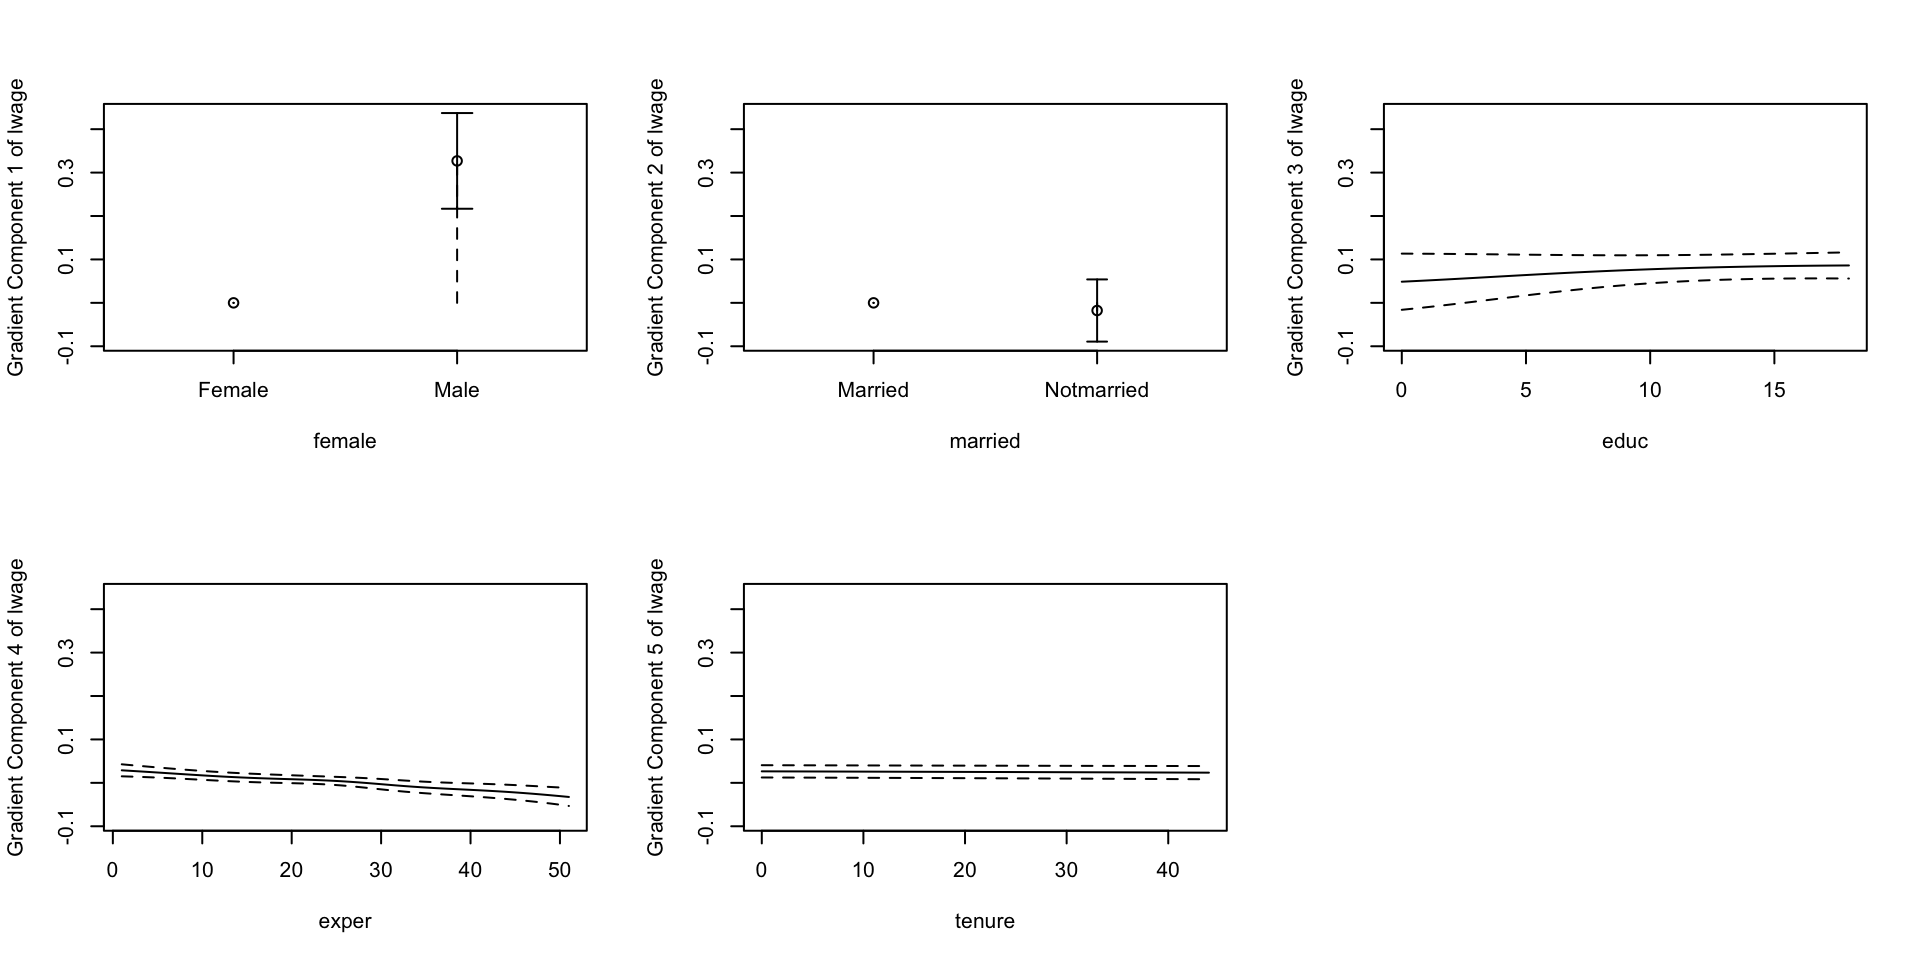 Gradient Component 1 of lwage
-0.1 0.1 0.3
Female Male
female
Gradient Component 2 of lwage
-0.1 0.1 0.3
Married Notmarried
married
Gradient Component 3 of lwage
-0.1 0.1 0.3
0 5 10 15
educ
Gradient Component 4 of lwage
-0.1 0.1 0.3
0 10 20 30 40 50
exper
Gradient Component 5 of lwage
-0.1 0.1 0.3
0 10 20 30 40
tenure